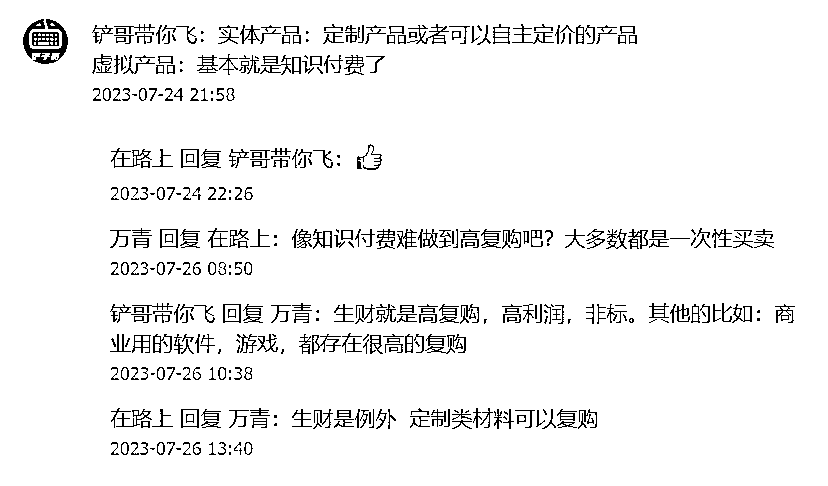 铲哥带你飞：实体产品：定制产品或者可以自主定价的产品
虚拟产品：基本就是知识付费了
2023-07-24 21:58
在路上 回复 铲哥带你飞：👍
2023-07-24 22:26
万青 回复 在路上：像知识付费难做到高复购吧？大多数都是一次性买卖
2023-07-26 08:50
铲哥带你飞 回复 万青：生财就是高复购，高利润，非标。其他的比如：商
业用的软件，游戏，都存在很高的复购
2023-07-26 10:38
在路上 回复 万青：生财是例外 定制类材料可以复购
2023-07-26 13:40